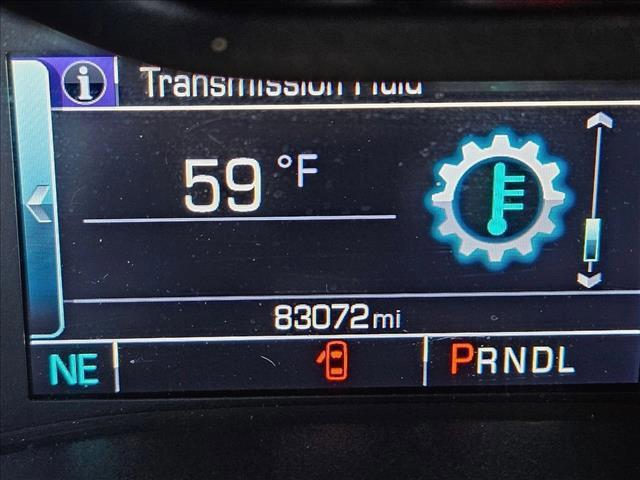 i Transmission Fluid
59 °F
83072 mi
NE PRNDL